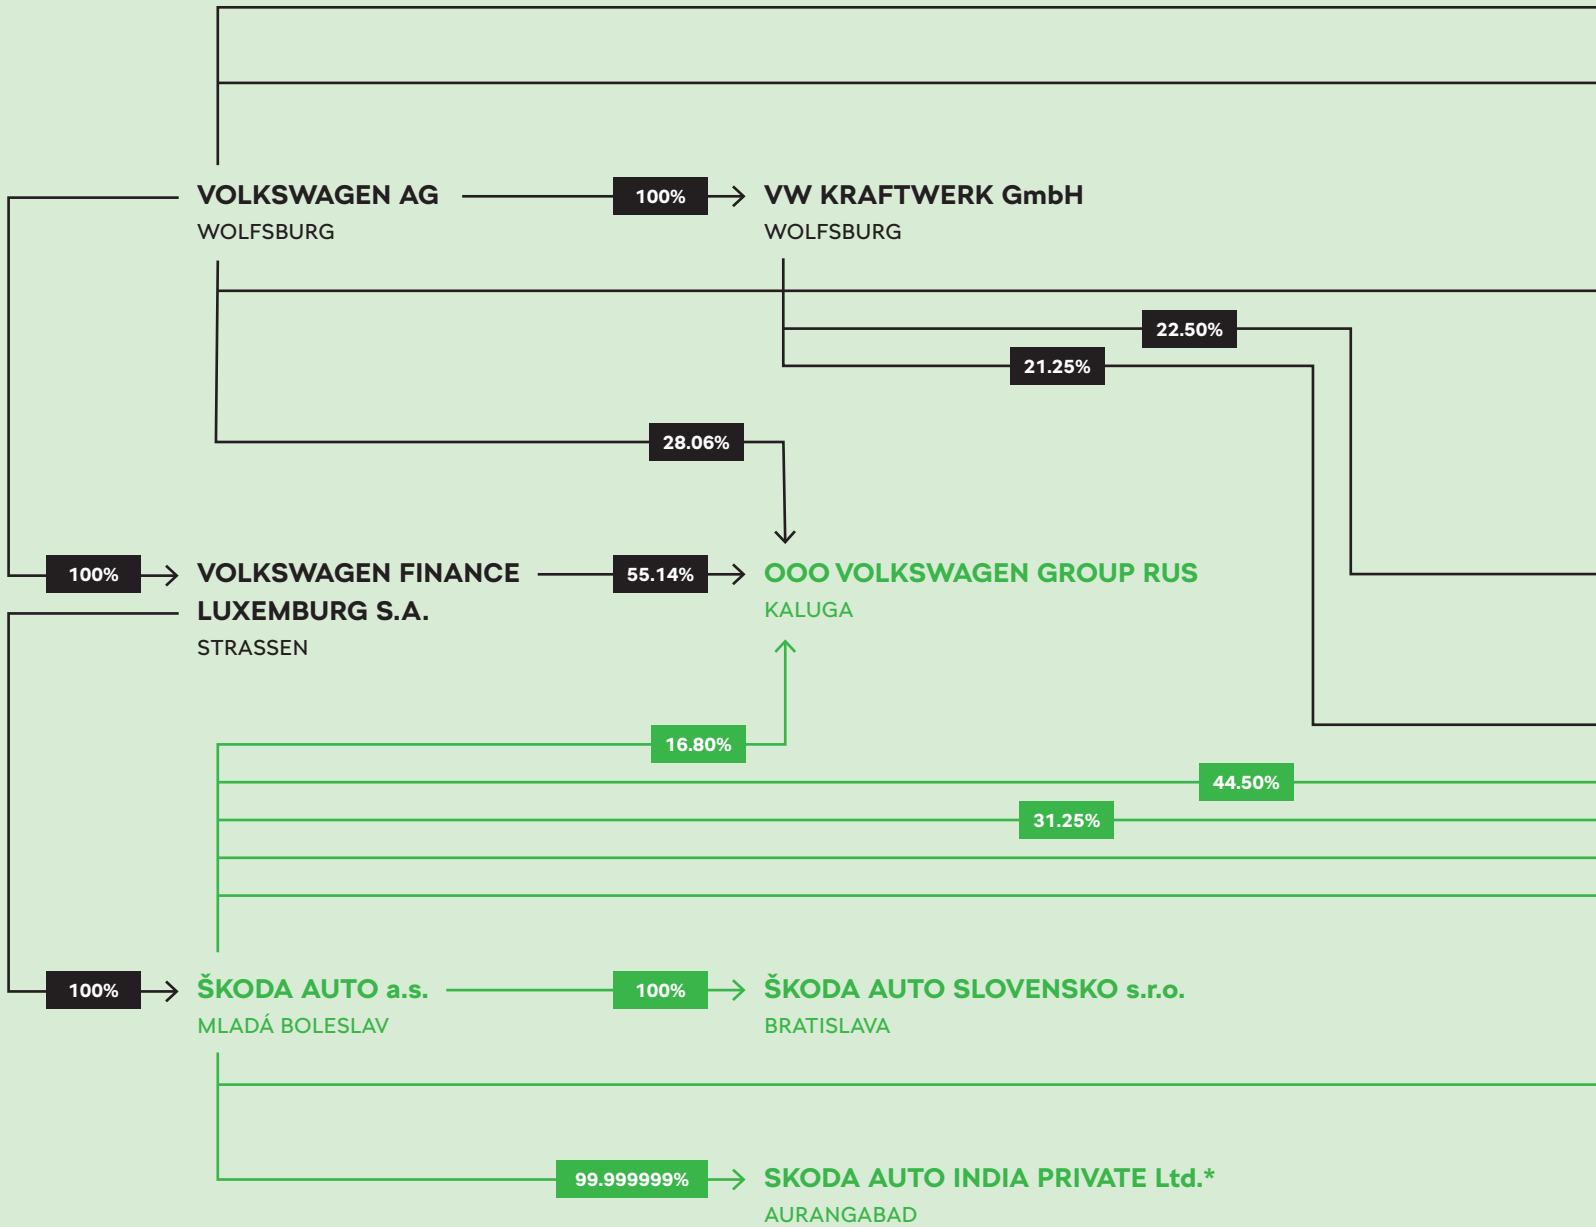 VOLKSWAGEN AG
WOLFSBURG
100%
VW KRAFTWERK GmbH
WOLFSBURG
22.50%
21.25%
28.06%
100%
VOLKSWAGEN FINANCE
LUXEMBURG S.A.
STRASSEN
55.14%
OOO VOLKSWAGEN GROUP RUS
KALUGA
16.80%
44.50%
31.25%
100%
ŠKODA AUTO a.s.
MLADÁ BOLESLAV
100%
ŠKODA AUTO SLOVENSKO s.r.o.
BRATISLAVA
99.999999%
SKODA AUTO INDIA PRIVATE Ltd.*
AURANGABAD